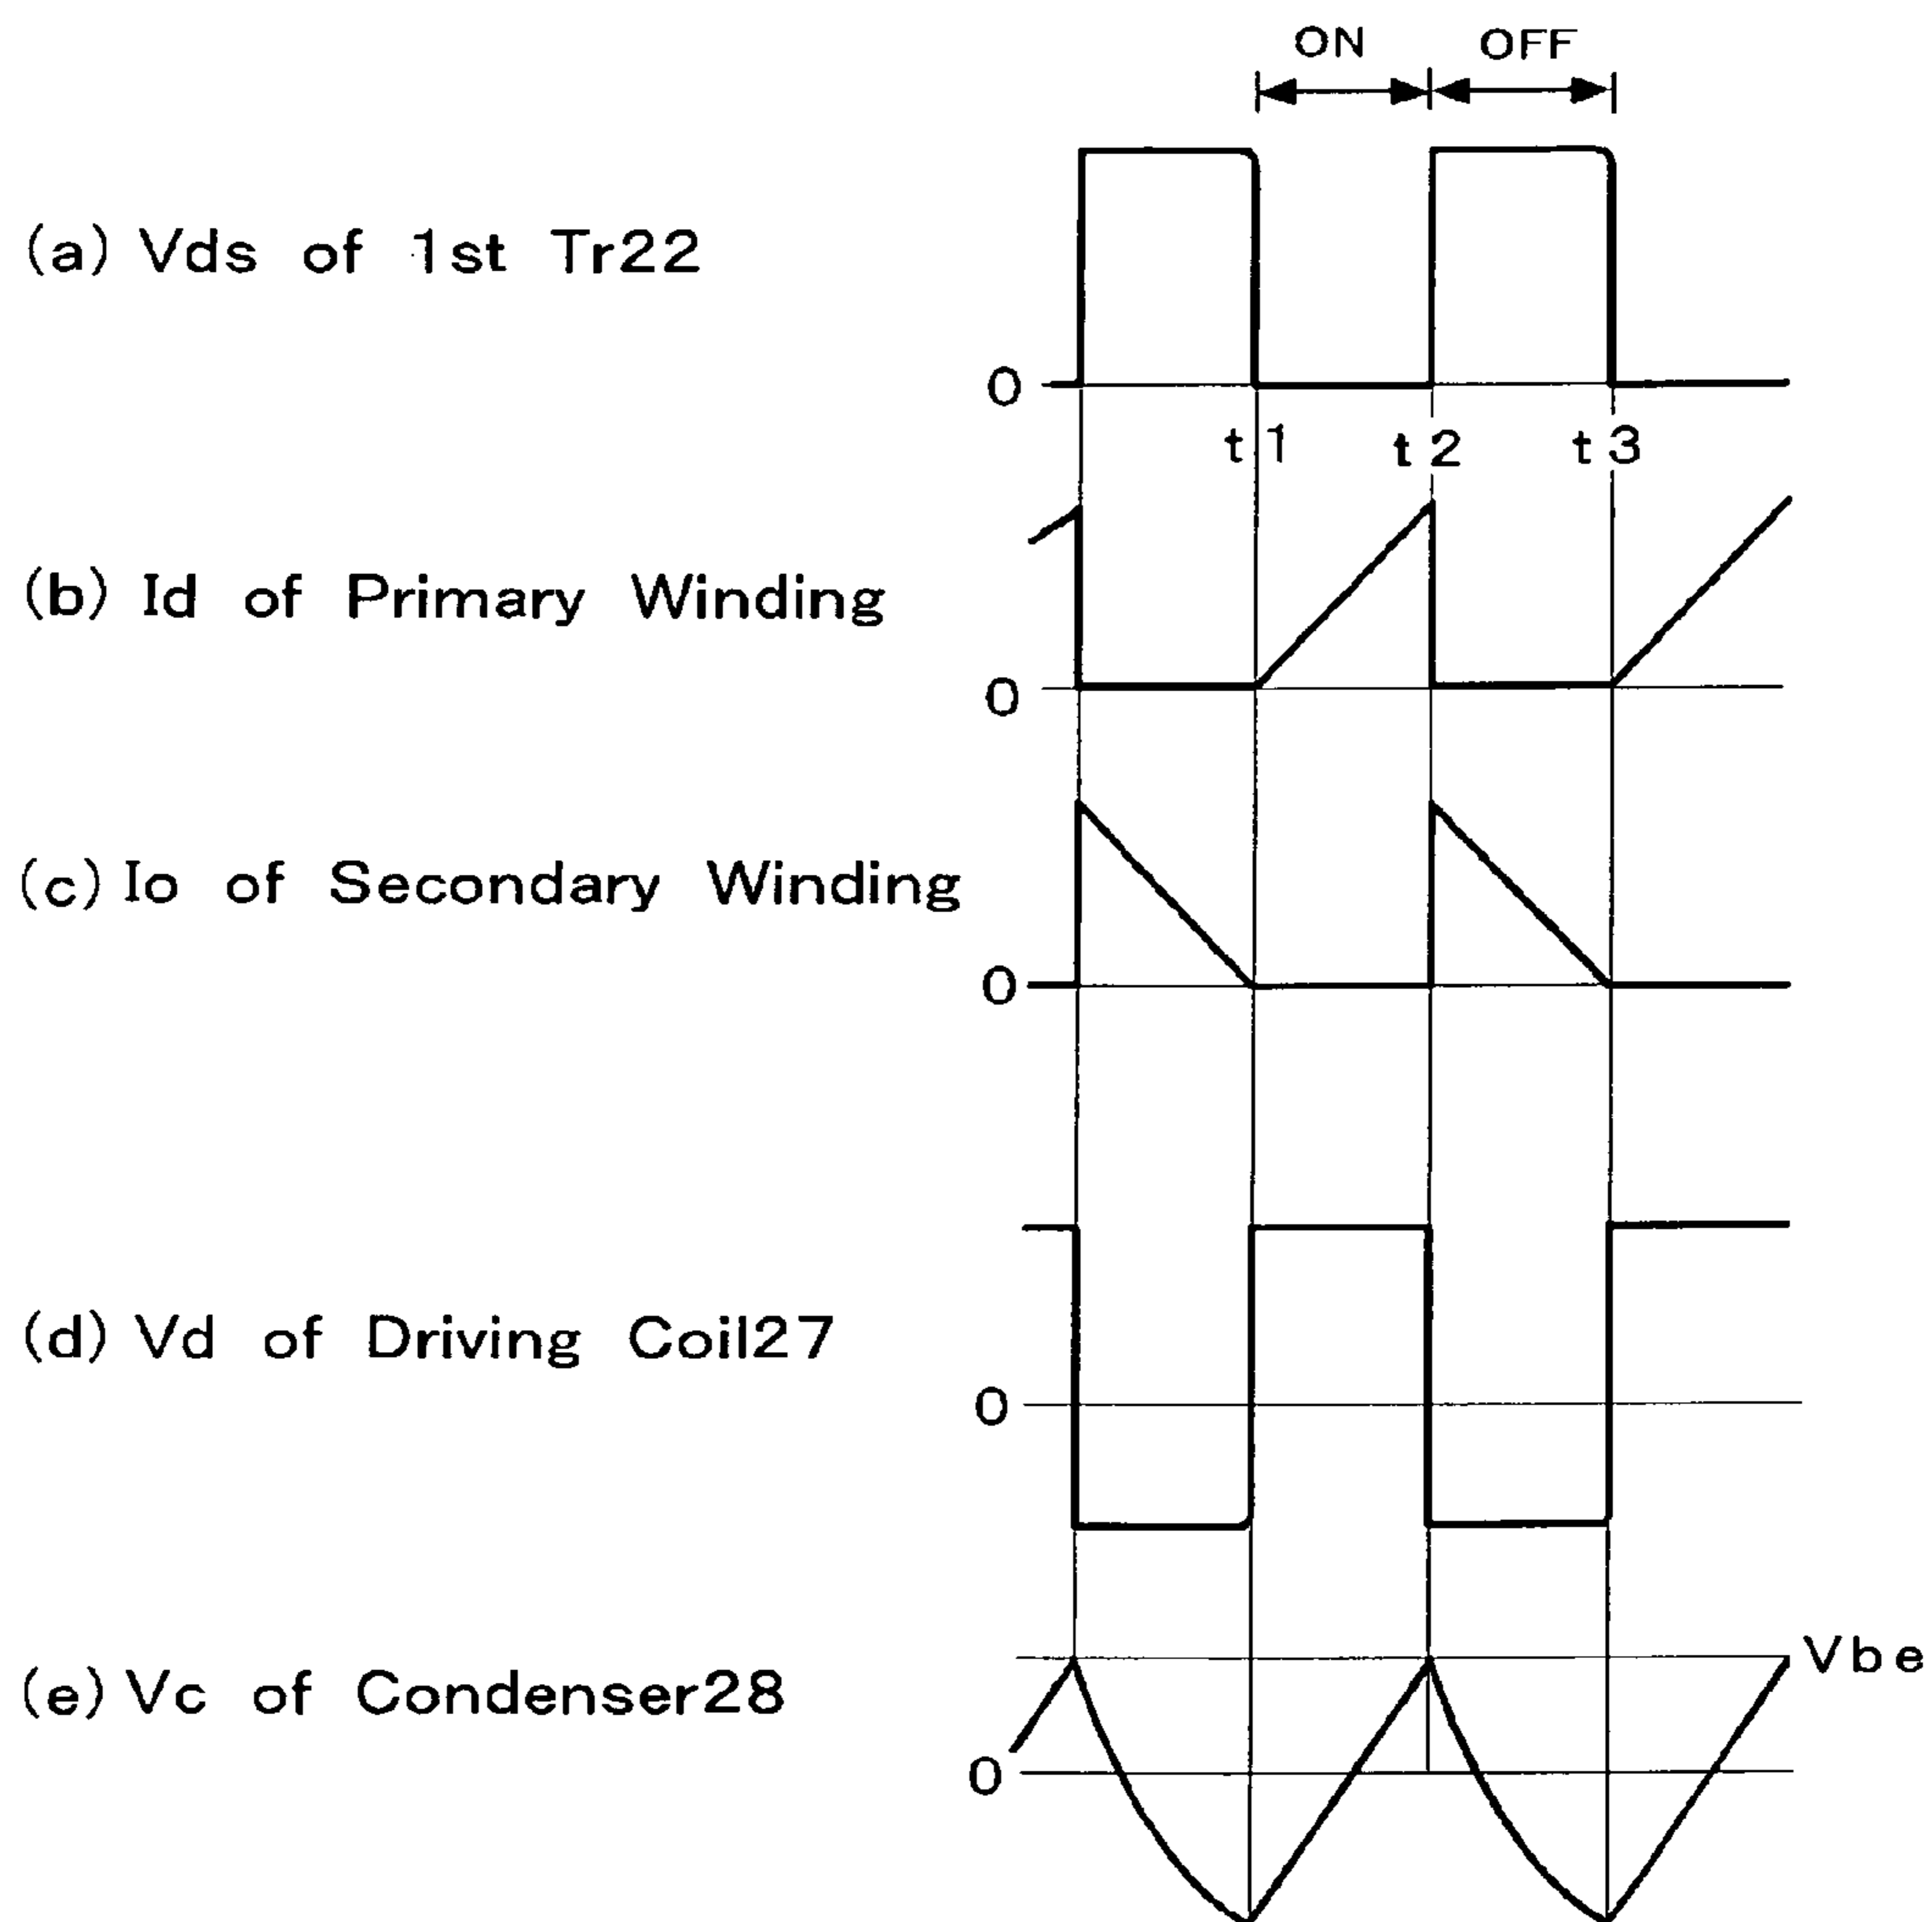 ON OFF
(a) Vds of 1st Tr22
0
t1 t2 t3
(b) Id of Primary Winding
0
(c) Io of Secondary Winding
0
(d) Vd of Driving Coil27
0
Vbe
(e) Vc of Condenser28
0